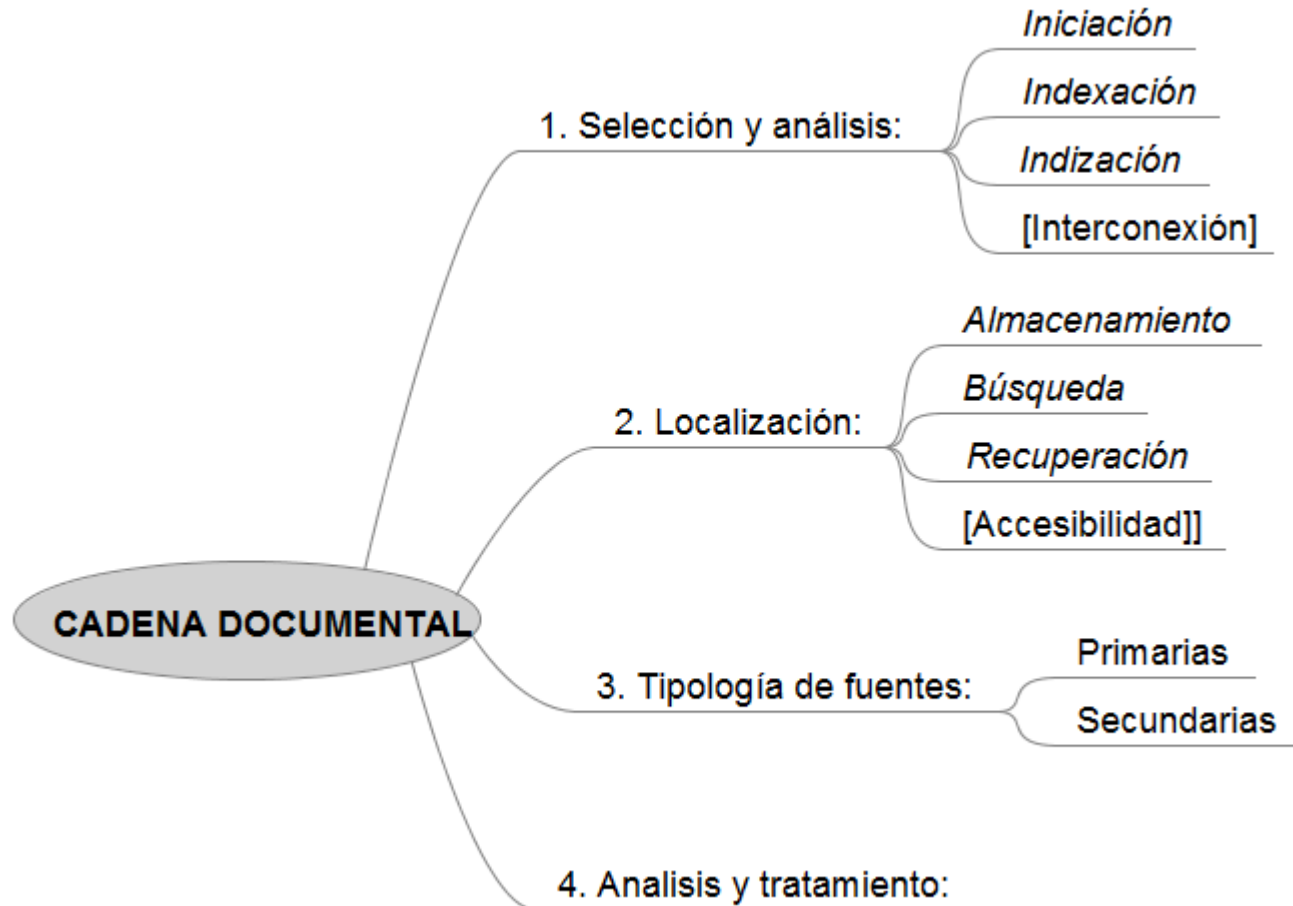 CADENA DOCUMENTAL
1. Selección y análisis:
Iniciación
Indexación
Indización
[Interconexión]
2. Localización:
Almacenamiento
Búsqueda
Recuperación
[Accesibilidad]]
3. Tipología de fuentes:
Primarias
Secundarias
4. Analisis y tratamiento: